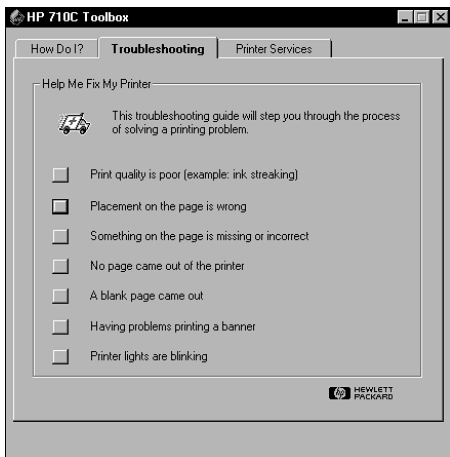 HP 710C Toolbox
How Do I?
Troubleshooting
Printer Services
Help Me Fix My Printer
This troubleshooting guide will step you through the process
of solving a printing problem.
Print quality is poor (example: ink streaking)
Placement on the page is wrong
Something on the page is missing or incorrect
No page came out of the printer
A blank page came out
Having problems printing a banner
Printer lights are blinking
hp HEWLETT
PACKARD